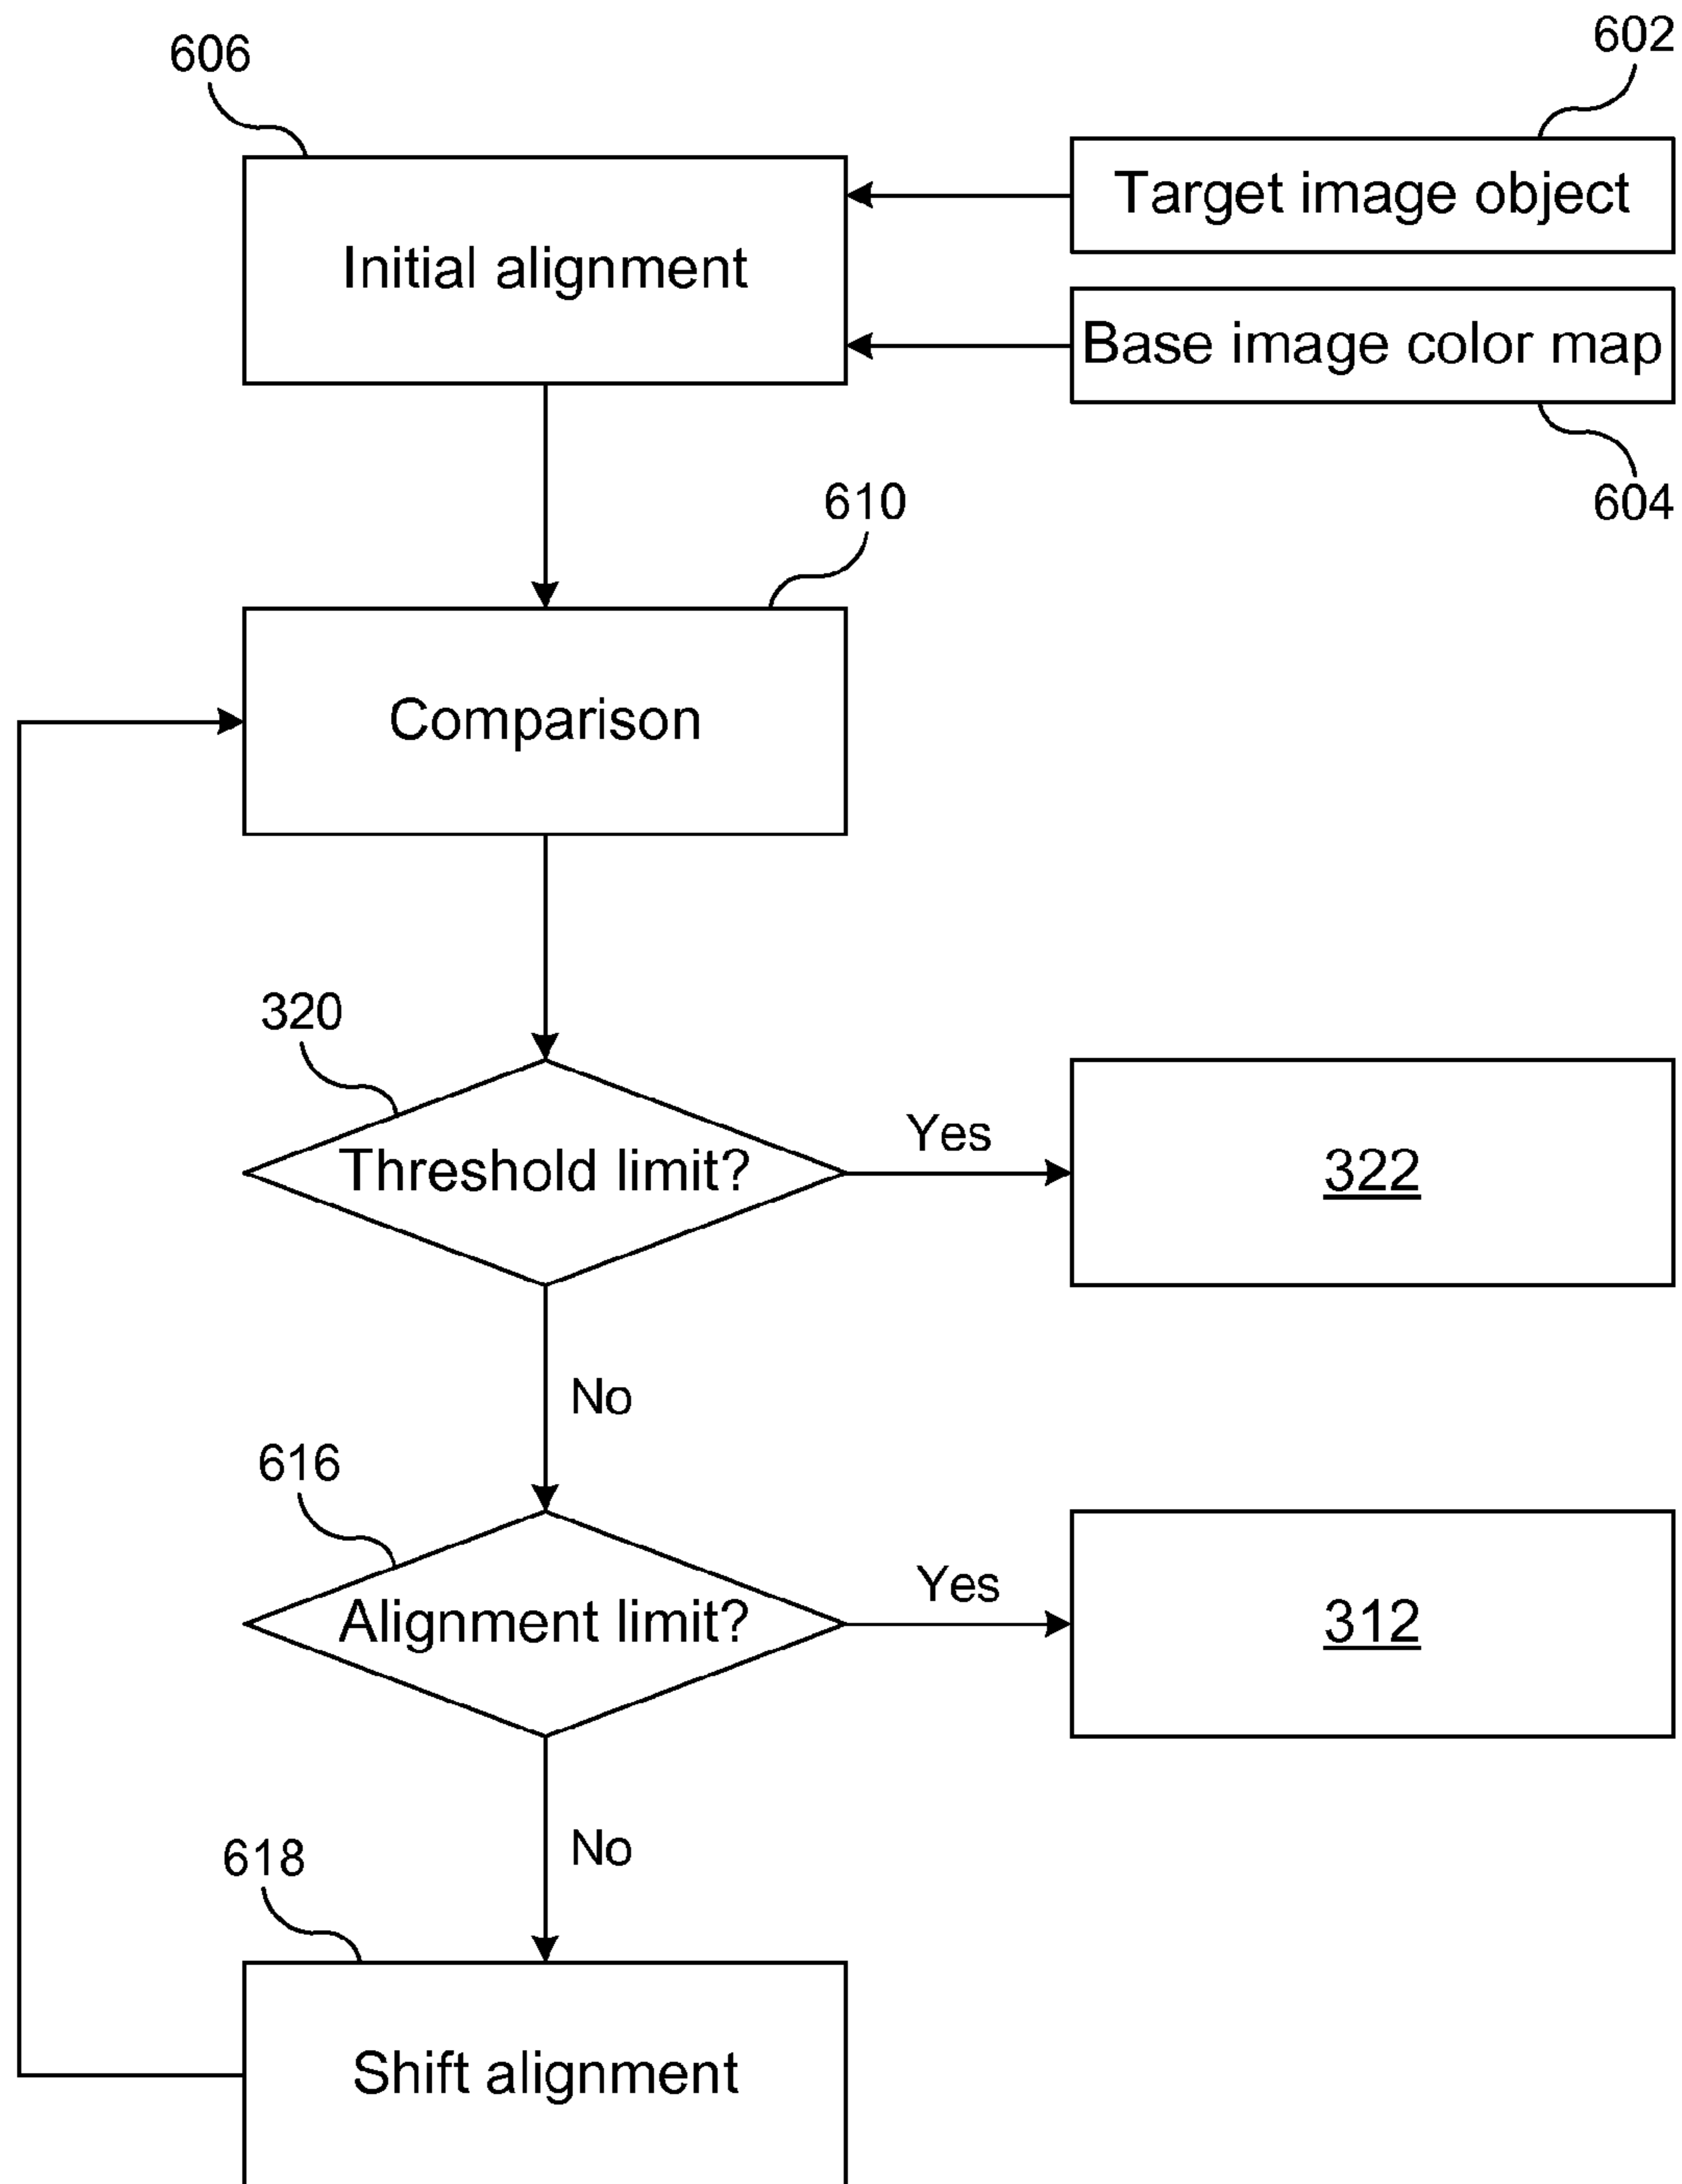 606
602
Target image object
Initial alignment
Base image color map
604
610
Comparison
320
Threshold limit?
Yes
322
No
616
Alignment limit?
Yes
312
No
618
Shift alignment